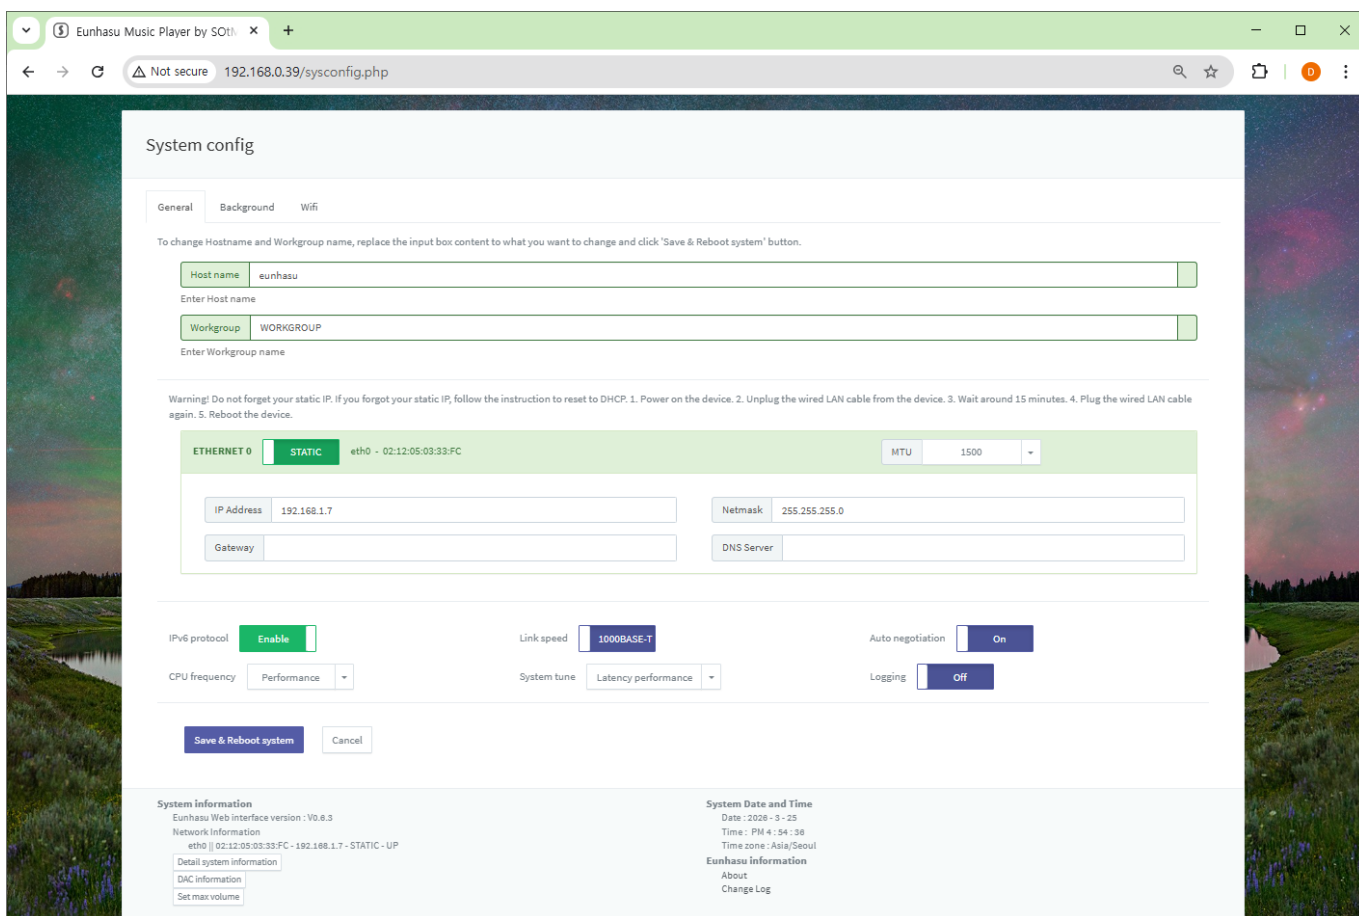 Eunhasu Music Player by SOtM
Not secure 192.168.0.39/sysconfig.php
D
System config
General Background Wifi
To change Hostname and Workgroup name, replace the input box content to what you want to change and click 'Save & Reboot system' button.
Host name eunhasu
Enter Host name
Workgroup WORKGROUP
Enter Workgroup name
Warning! Do not forget your static IP. If you forgot your static IP, follow the instruction to reset to DHCP. 1. Power on the device. 2. Unplug the wired LAN cable from the device. 3. Wait around 15 minutes. 4. Plug the wired LAN cable
again. 5. Reboot the device.
ETHERNET 0 STATIC eth0 - 02:12:05:03:33:FC MTU 1500
IP Address 192.168.1.7 Netmask 255.255.255.0
Gateway DNS Server
IPv6 protocol Enable Link speed 1000BASE-T Auto negotiation On
CPU frequency Performance System tune Latency performance Logging Off
Save & Reboot system Cancel
System information
Eunhasu Web interface version : V0.6.3
Network Information
eth0 || 02:12:05:03:33:FC - 192.168.1.7 - STATIC - UP
Detail system information
DAC information
Set max volume
System Date and Time
Date : 2026 - 3 - 25
Time : PM 4 : 54 : 36
Time zone : Asia/Seoul
Eunhasu information
About
Change Log